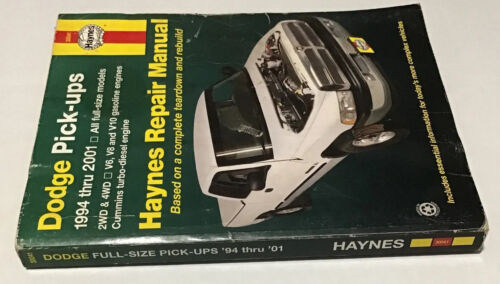 Haynes
Dodge Pick-ups
1994 thru 2001 □ All full-size models
2WD & 4WD □ V6, V8 and V10 gasoline engines
Cummins turbo-diesel engine
Haynes Repair Manual
Based on a complete teardown and rebuild
Includes essential information for today's more complex vehicles
30041 DODGE FULL-SIZE PICK-UPS '94 thru '01 HAYNES 30041